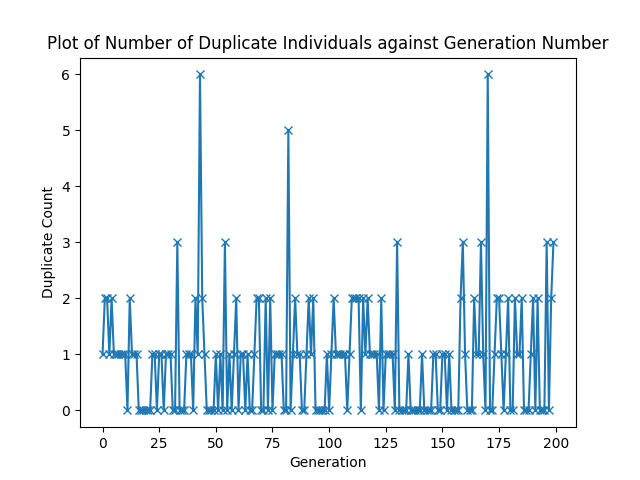 Plot of Number of Duplicate Individuals against Generation Number
6
5
4
3
2
1
0
Duplicate Count
0 25 50 75 100 125 150 175 200
Generation